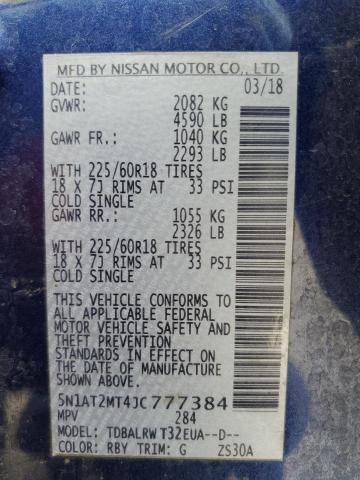 MFD BY NISSAN MOTOR CO., LTD.
DATE: 03/18
GVWR: 2082 KG
4590 LB
GAWR FR.: 1040 KG
2293 LB
WITH 225/60R18 TIRES
18 X 7J RIMS AT 33 PSI
COLD SINGLE
GAWR RR.: 1055 KG
2326 LB
WITH 225/60R18 TIRES
18 X 7J RIMS AT 33 PSI
COLD SINGLE
THIS VEHICLE CONFORMS TO
ALL APPLICABLE FEDERAL
MOTOR VEHICLE SAFETY AND
THEFT PREVENTION
STANDARDS IN EFFECT ON
THE DATE OF MANUFACTURE
SHOWN ABOVE.
5N1AT2MT4JC777384
MPV 284
MODEL: TDBALRW T32EUA--D--
COLOR: RBY TRIM: G ZS30A